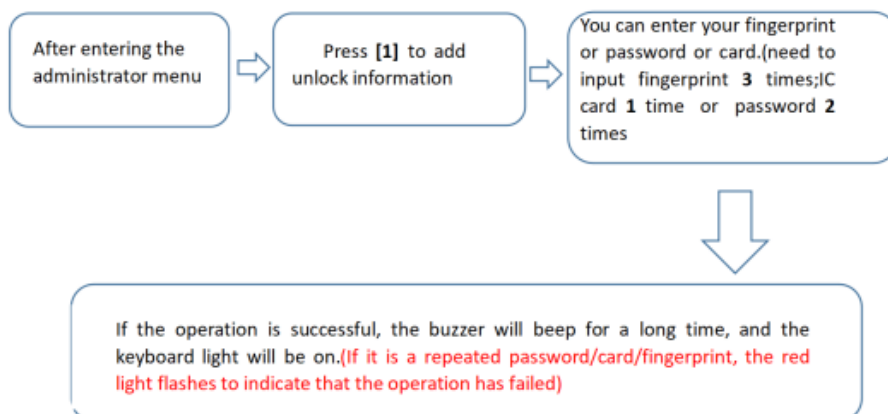 After entering the
administrator menu
Press [1] to add
unlock information
You can enter your fingerprint
or password or card.(need to
input fingerprint 3 times;IC
card 1 time or password 2
times
If the operation is successful, the buzzer will beep for a long time, and the
keyboard light will be on.(If it is a repeated password/card/fingerprint, the red
light flashes to indicate that the operation has failed)